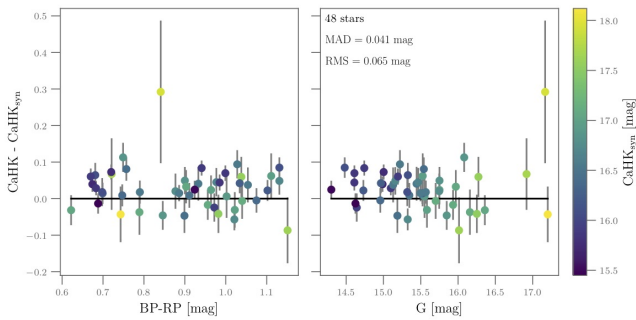 48 stars
MAD = 0.041 mag
RMS = 0.065 mag
CaHK - CaHKsyn
0.5
0.4
0.3
0.2
0.1
0.0
−0.1
−0.2
0.6 0.7 0.8 0.9 1.0 1.1
BP-RP [mag]
14.5 15.0 15.5 16.0 16.5 17.0
G [mag]
18.0
17.5
17.0
16.5
16.0
15.5
CaHKsyn [mag]